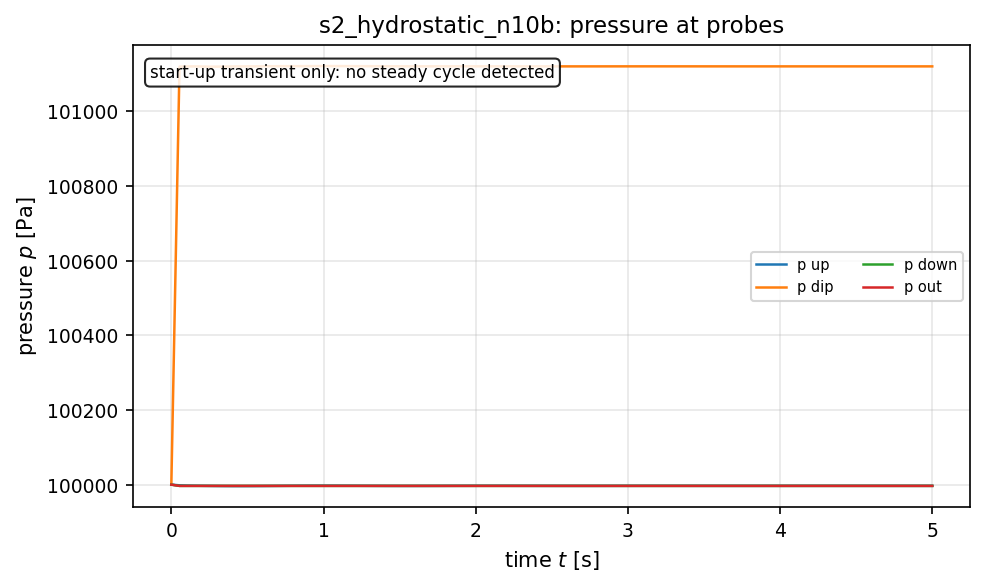 s2_hydrostatic_n10b: pressure at probes
start-up transient only: no steady cycle detected
101000
100800
100600
100400
100200
100000
pressure p [Pa]
p up
p dip
p down
p out
0 1 2 3 4 5
time t [s]